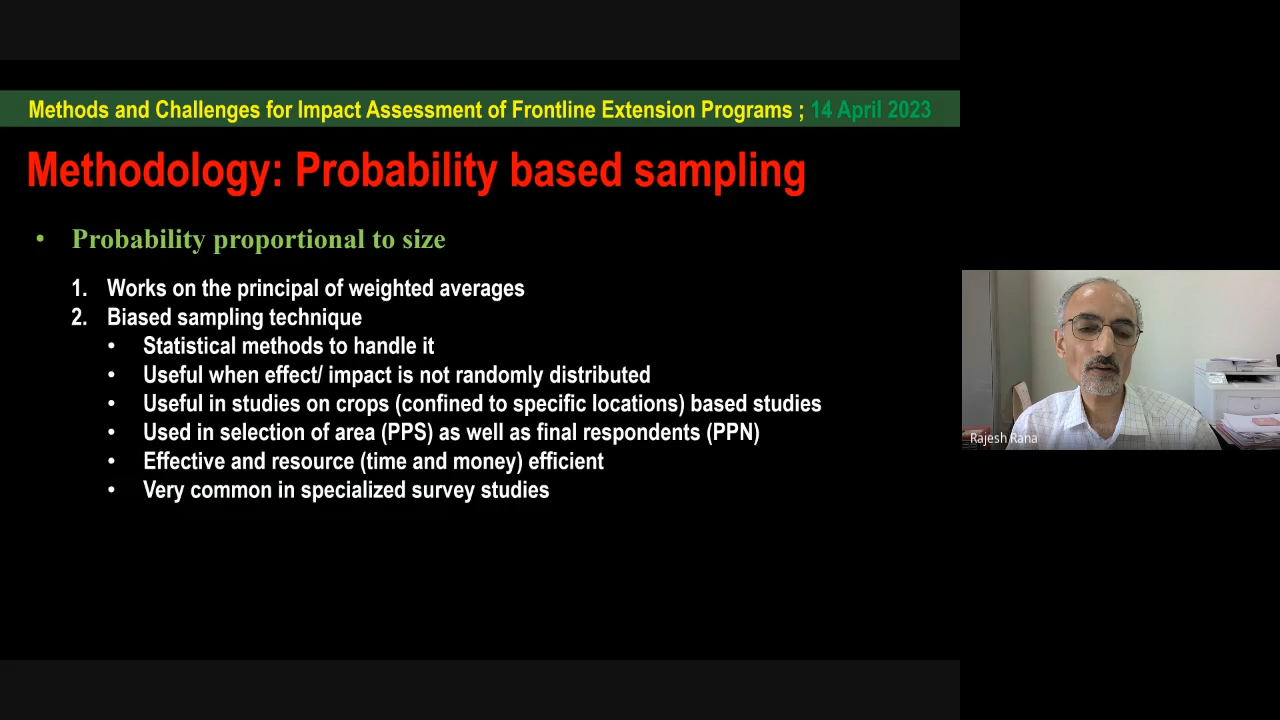 Methods and Challenges for Impact Assessment of Frontline Extension Programs ; 14 April 2023
Methodology: Probability based sampling
• Probability proportional to size
1. Works on the principal of weighted averages
2. Biased sampling technique
• Statistical methods to handle it
• Useful when effect/ impact is not randomly distributed
• Useful in studies on crops (confined to specific locations) based studies
• Used in selection of area (PPS) as well as final respondents (PPN)
• Effective and resource (time and money) efficient
• Very common in specialized survey studies
Rajesh Rana